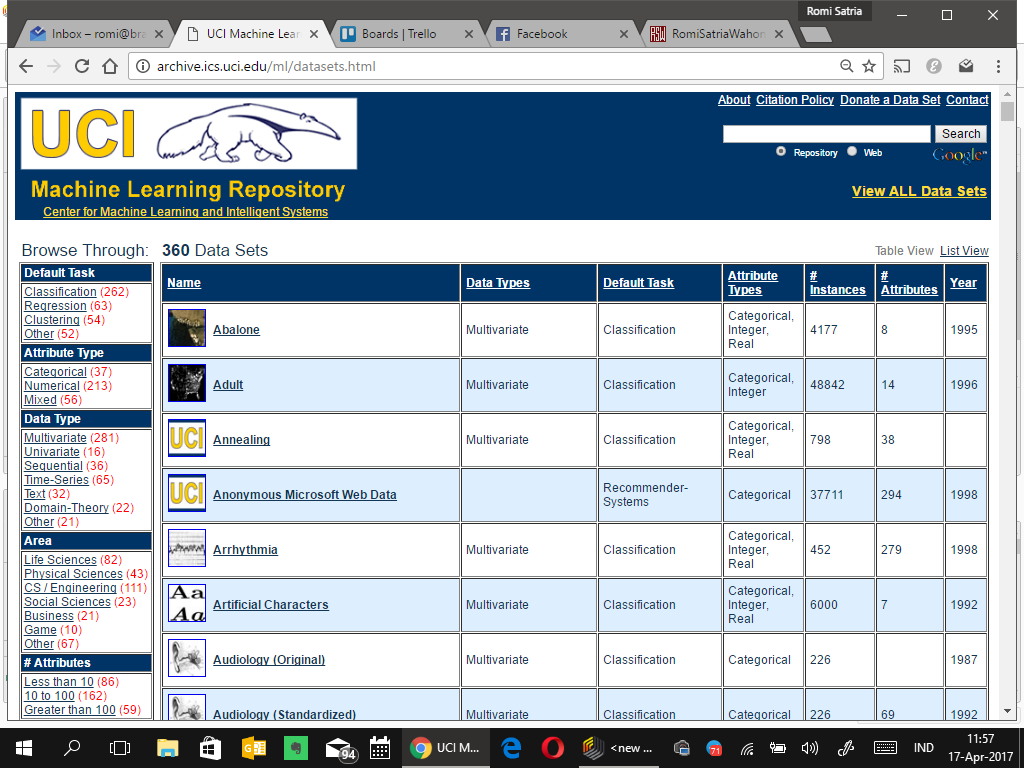 Romi Satria
Inbox – romi@bra
UCI Machine Lear
Boards | Trello
Facebook
RomiSatriaWahon
archive.ics.uci.edu/ml/datasets.html
About Citation Policy Donate a Data Set Contact
UCI
Search
Repository Web Google
Machine Learning Repository
View ALL Data Sets
Center for Machine Learning and Intelligent Systems
Browse Through:
360 Data Sets
Table View List View
Default Task
Classification (262)
Regression (63)
Clustering (54)
Other (52)
Attribute Type
Categorical (37)
Numerical (213)
Mixed (56)
Data Type
Multivariate (281)
Univariate (16)
Sequential (36)
Time-Series (65)
Text (32)
Domain-Theory (22)
Other (21)
Area
Life Sciences (82)
Physical Sciences (43)
CS / Engineering (111)
Social Sciences (23)
Business (21)
Game (10)
Other (67)
# Attributes
Less than 10 (86)
10 to 100 (162)
Greater than 100 (59)
Name Data Types Default Task Attribute Types # Instances # Attributes Year
Abalone Multivariate Classification Categorical, Integer, Real 4177 8 1995
Adult Multivariate Classification Categorical, Integer 48842 14 1996
UCI Annealing Multivariate Classification Categorical, Integer, Real 798 38
UCI Anonymous Microsoft Web Data Recommender-Systems Categorical 37711 294 1998
Arrhythmia Multivariate Classification Categorical, Integer, Real 452 279 1998
Aa Aa Artificial Characters Multivariate Classification Categorical, Integer, Real 6000 7 1992
Audiology (Original) Multivariate Classification Categorical 226 1987
Audiology (Standardized) Multivariate Classification Categorical 226 69 1992
94
UCI M...
<new ...
71
IND
11:57
17-Apr-2017